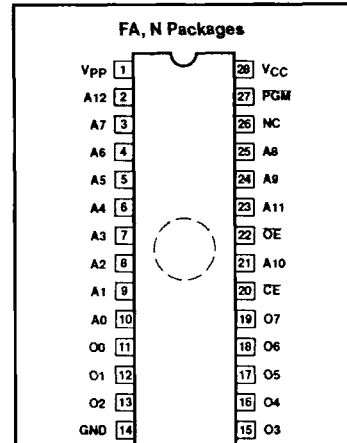 FA, N Packages
VPP 1 28 VCC
A12 2 27 PGM
A7 3 26 NC
A6 4 25 A8
A5 5 24 A9
A4 6 23 A11
A3 7 22 OE
A2 8 21 A10
A1 9 20 CE
A0 10 19 O7
O0 11 18 O6
O1 12 17 O5
O2 13 16 O4
GND 14 15 O3